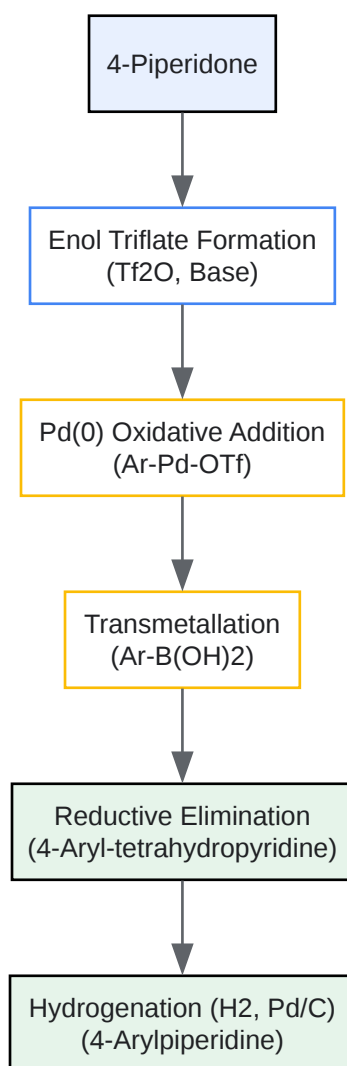 4-Piperidone
Enol Triflate Formation
(Tf2O, Base)
Pd(0) Oxidative Addition
(Ar-Pd-OTf)
Transmetallation
(Ar-B(OH)2)
Reductive Elimination
(4-Aryl-tetrahydropyridine)
Hydrogenation (H2, Pd/C)
(4-Arylpiperidine)